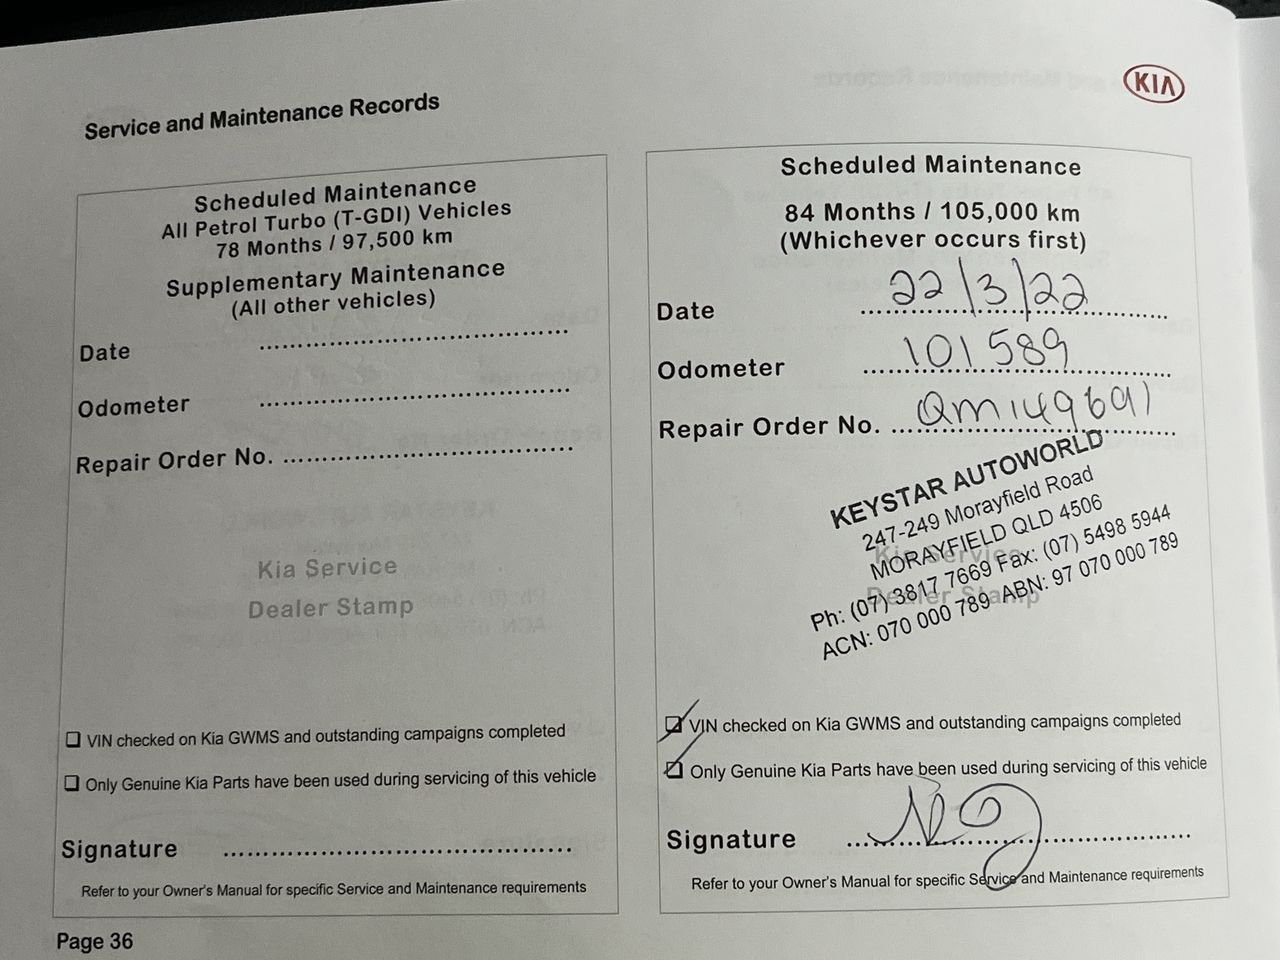 KIA
Service and Maintenance Records
Scheduled Maintenance
All Petrol Turbo (T-GDI) Vehicles
78 Months / 97,500 km
Supplementary Maintenance
(All other vehicles)
Date
Odometer
Repair Order No.
Kia Service
Dealer Stamp
VIN checked on Kia GWMS and outstanding campaigns completed
Only Genuine Kia Parts have been used during servicing of this vehicle
Signature
Refer to your Owner's Manual for specific Service and Maintenance requirements
Page 36
Scheduled Maintenance
84 Months / 105,000 km
(Whichever occurs first)
Date 22/3/22
Odometer 101589
Repair Order No. QM149691
KEYSTAR AUTOWORLD
247-249 Morayfield Road
MORAYFIELD QLD 4506
Ph: (07) 3817 7669 Fax: (07) 5498 5944
ACN: 070 000 789 ABN: 97 070 000 789
Kia Service
Dealer Stamp
VIN checked on Kia GWMS and outstanding campaigns completed
Only Genuine Kia Parts have been used during servicing of this vehicle
Signature
Refer to your Owner's Manual for specific Service and Maintenance requirements